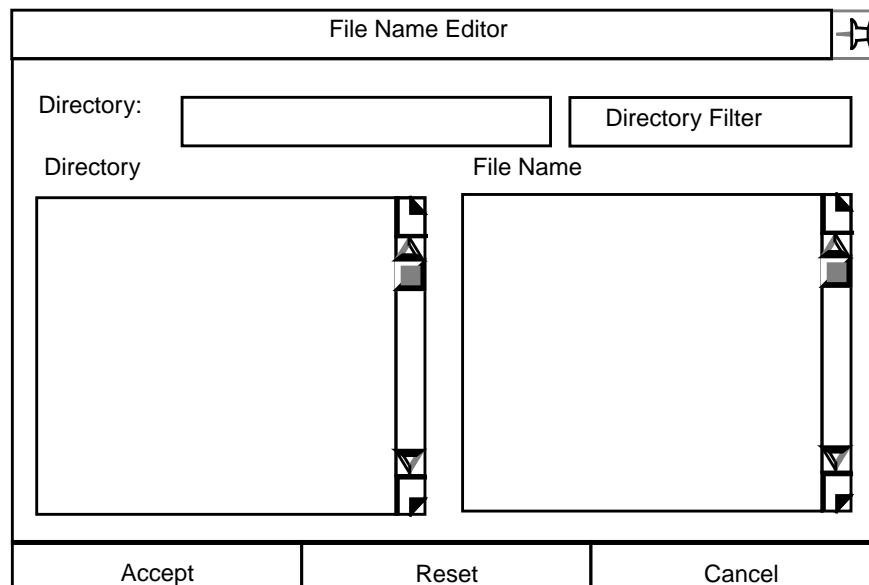 File Name Editor
Directory:
Directory Filter
Directory
File Name
Accept
Reset
Cancel